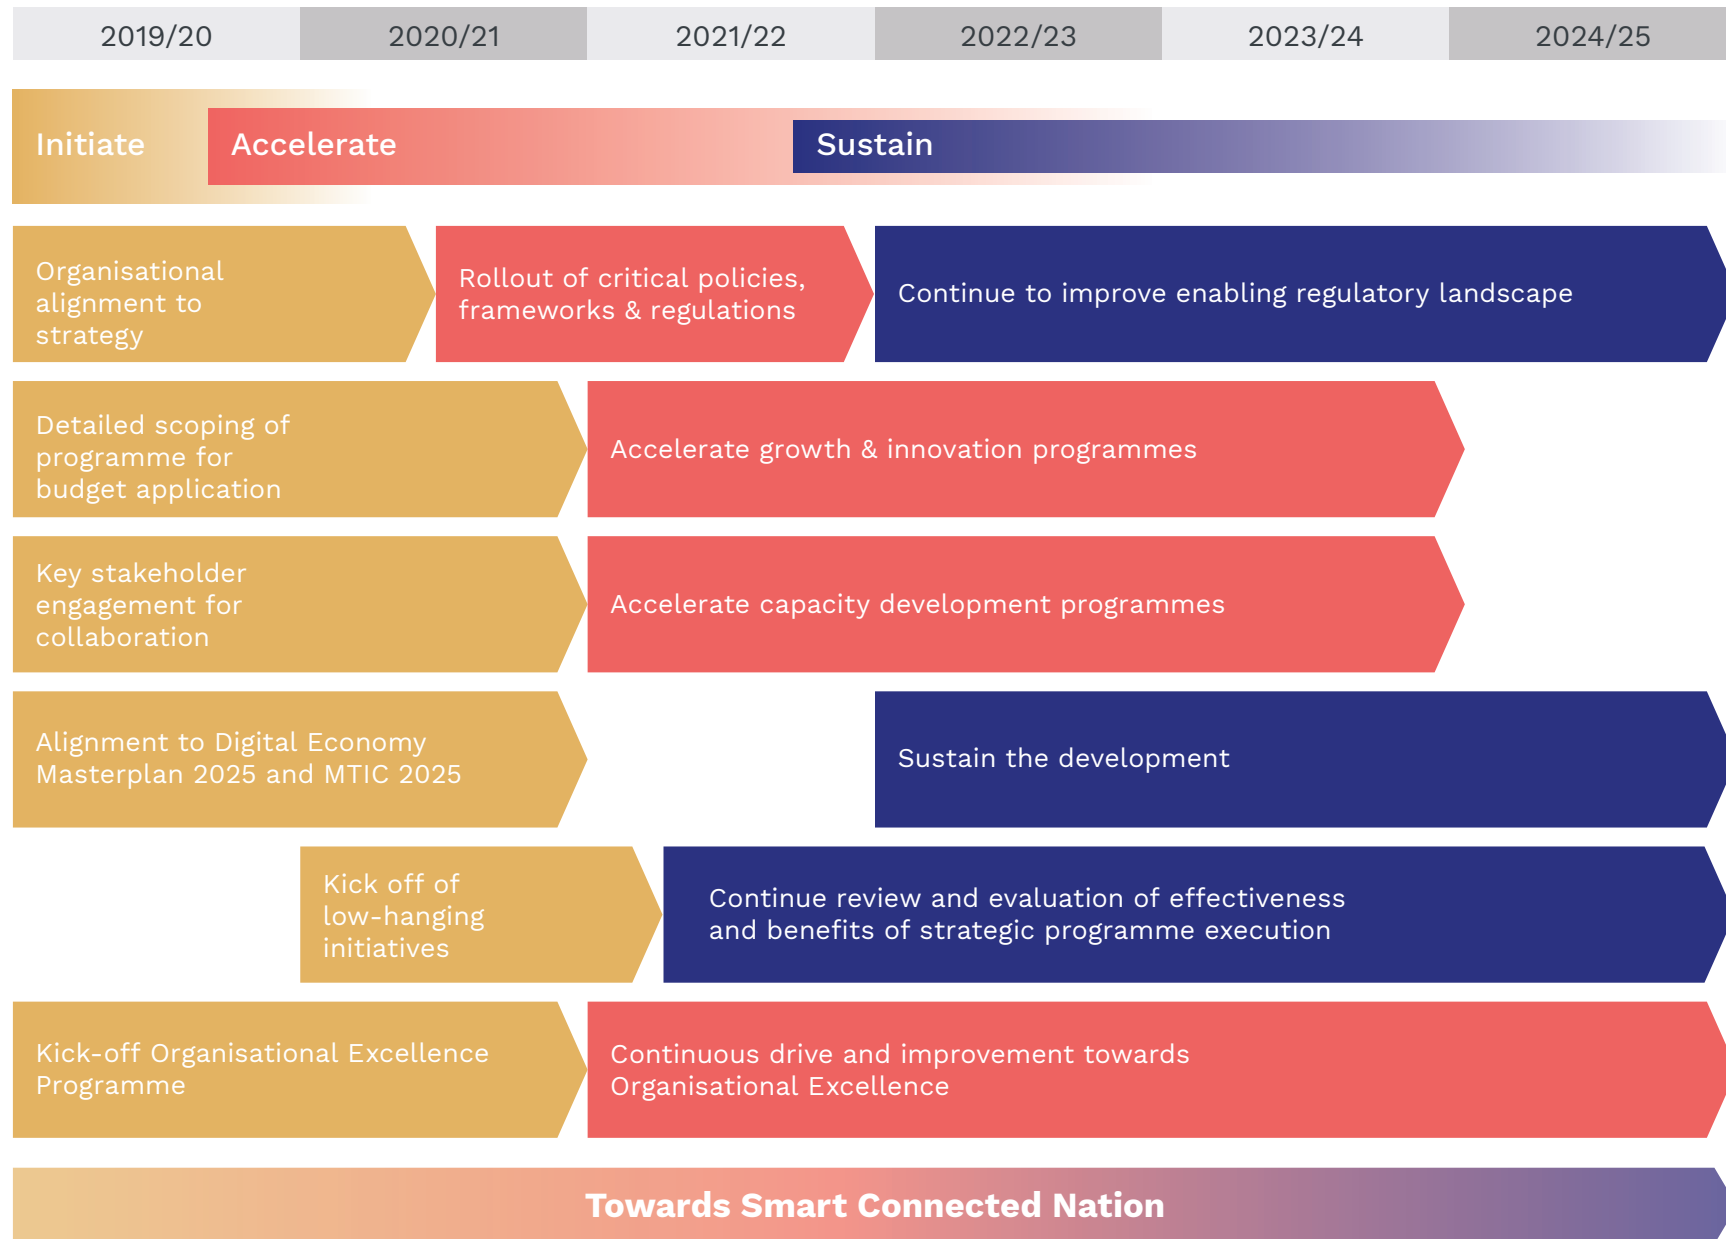 2019/20 2020/21 2021/22 2022/23 2023/24 2024/25
Initiate Accelerate Sustain
Organisational
alignment to
strategy
Rollout of critical policies,
frameworks & regulations
Continue to improve enabling regulatory landscape
Detailed scoping of
programme for
budget application
Accelerate growth & innovation programmes
Key stakeholder
engagement for
collaboration
Accelerate capacity development programmes
Alignment to Digital Economy
Masterplan 2025 and MTIC 2025
Sustain the development
Kick off of
low-hanging
initiatives
Continue review and evaluation of effectiveness
and benefits of strategic programme execution
Kick-off Organisational Excellence
Programme
Continuous drive and improvement towards
Organisational Excellence
Towards Smart Connected Nation